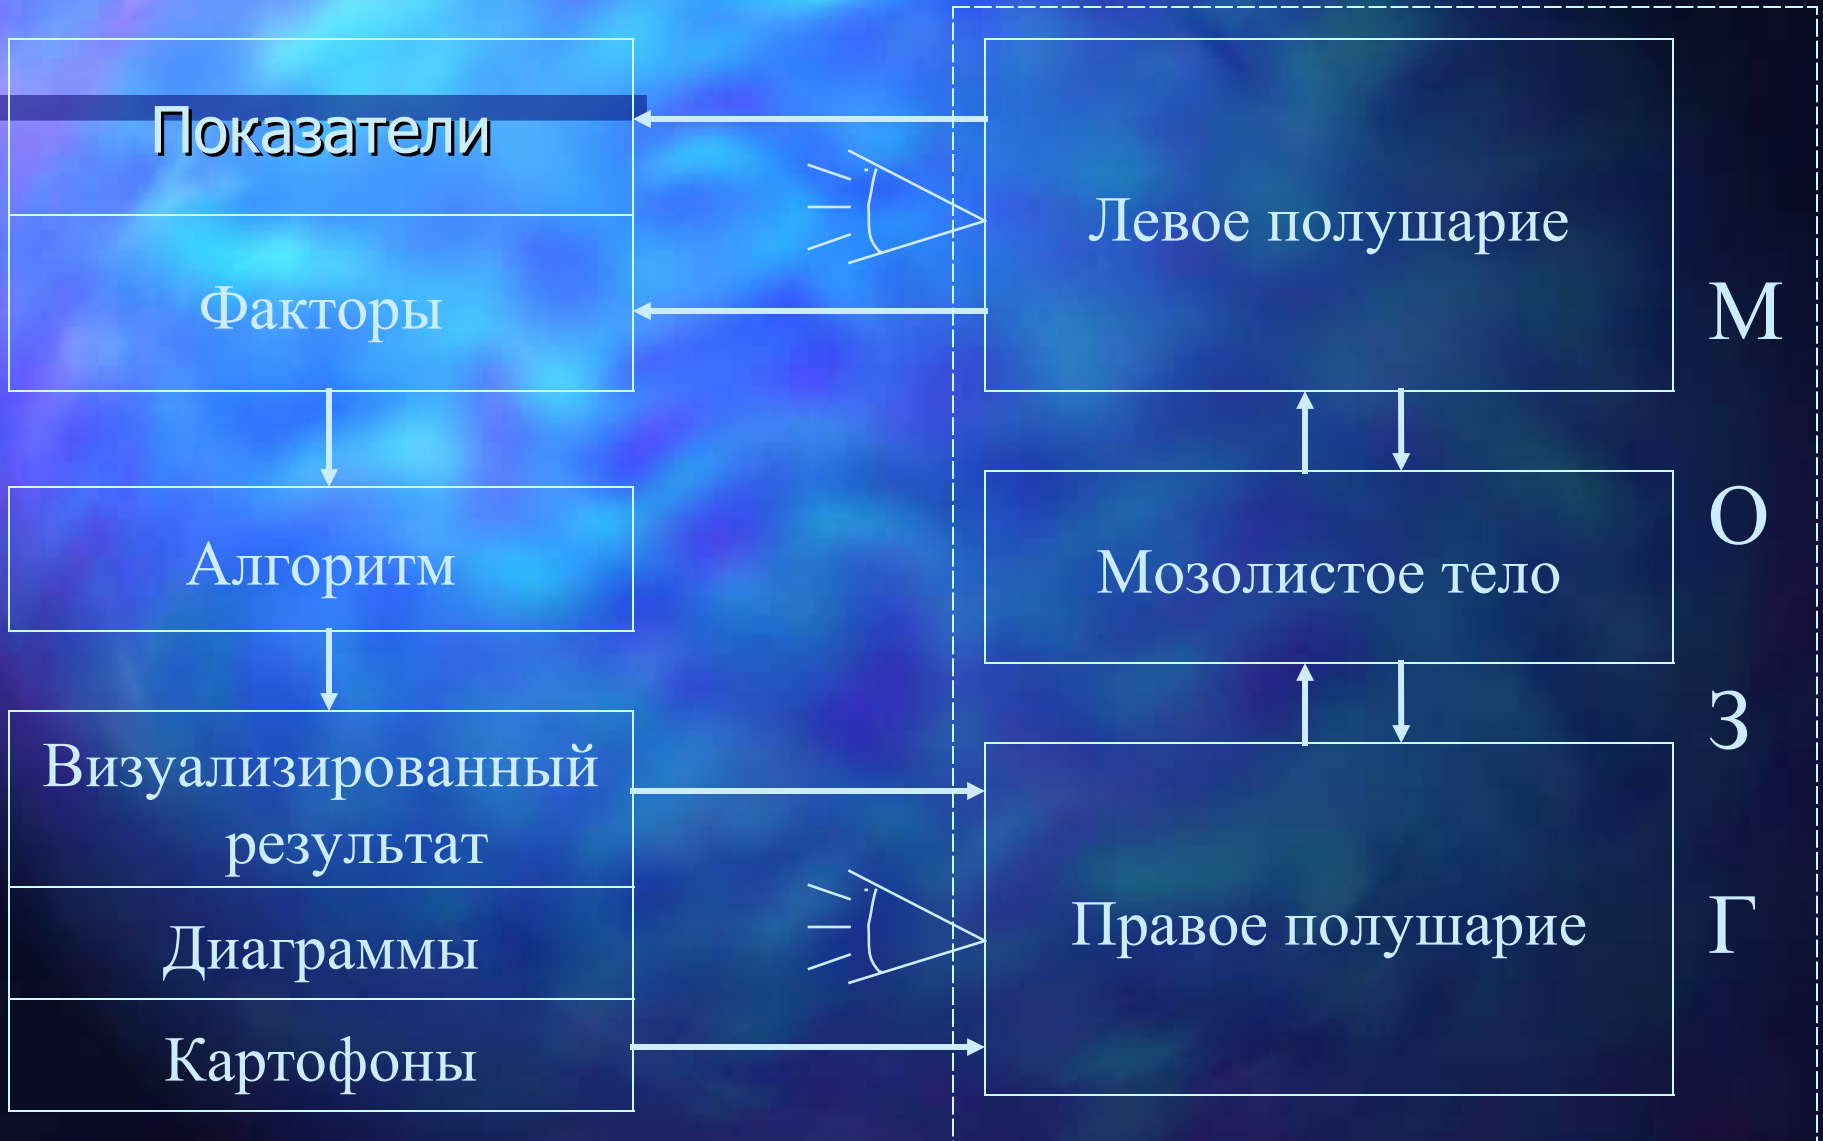 Показатели
Факторы
Алгоритм
Визуализированный
результат
Диаграммы
Картофоны
Левое полушарие
Мозолистое тело
Правое полушарие
М
О
З
Г